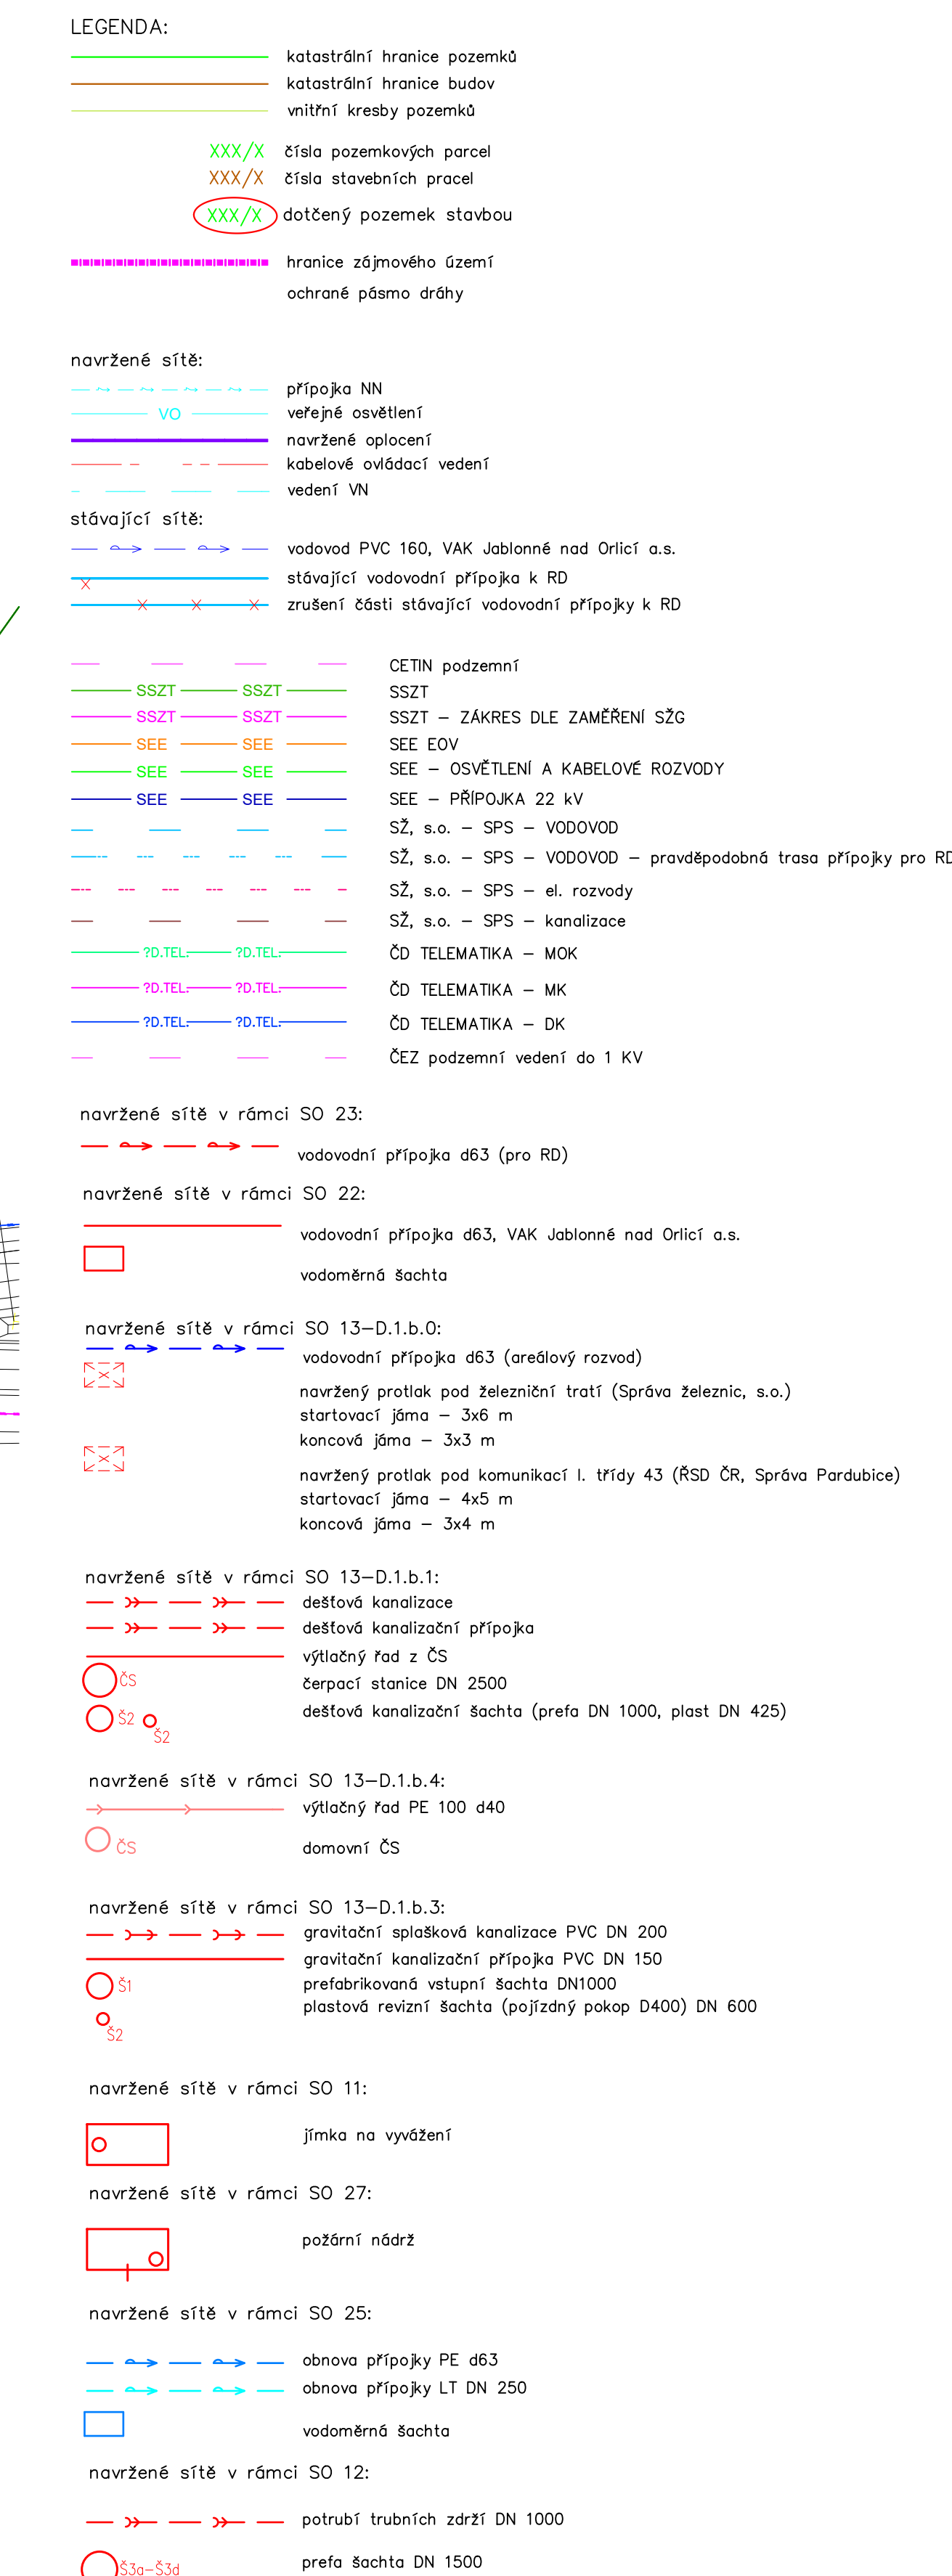 LEGENDA:
katastrální hranice pozemků
katastrální hranice budov
vnitřní kresby pozemků
XXX/X čísla pozemkových parcel
XXX/X čísla stavebních pracel
XXX/X dotčený pozemek stavbou
hranice zájmového území
ochrané pásmo dráhy
navržené sítě:
přípojka NN
VO veřejné osvětlení
navržené oplocení
kabelové ovládací vedení
vedení VN
stávající sítě:
vodovod PVC 160, VAK Jablonné nad Orlicí a.s.
stávající vodovodní přípojka k RD
zrušení části stávající vodovodní přípojky k RD
CETIN podzemní
SSZT SSZT SSZT
SSZT SSZT SSZT – ZÁKRES DLE ZAMĚŘENÍ SŽG
SEE SEE SEE EOV
SEE SEE SEE – OSVĚTLENÍ A KABELOVÉ ROZVODY
SEE SEE SEE – PŘÍPOJKA 22 kV
SŽ, s.o. – SPS – VODOVOD
SŽ, s.o. – SPS – VODOVOD – pravděpodobná trasa přípojky pro RD
SŽ, s.o. – SPS – el. rozvody
SŽ, s.o. – SPS – kanalizace
?D.TEL. ?D.TEL. ČD TELEMATIKA – MOK
?D.TEL. ?D.TEL. ČD TELEMATIKA – MK
?D.TEL. ?D.TEL. ČD TELEMATIKA – DK
ČEZ podzemní vedení do 1 KV
navržené sítě v rámci SO 23:
vodovodní přípojka d63 (pro RD)
navržené sítě v rámci SO 22:
vodovodní přípojka d63, VAK Jablonné nad Orlicí a.s.
vodoměrná šachta
navržené sítě v rámci SO 13–D.1.b.0:
vodovodní přípojka d63 (areálový rozvod)
navržený protlak pod železniční tratí (Správa železnic, s.o.)
startovací jáma – 3x6 m
koncová jáma – 3x3 m
navržený protlak pod komunikací I. třídy 43 (ŘSD ČR, Správa Pardubice)
startovací jáma – 4x5 m
koncová jáma – 3x4 m
navržené sítě v rámci SO 13–D.1.b.1:
dešťová kanalizace
dešťová kanalizační přípojka
výtlačný řad z ČS
ČS čerpací stanice DN 2500
Š2 Š2 dešťová kanalizační šachta (prefa DN 1000, plast DN 425)
navržené sítě v rámci SO 13–D.1.b.4:
výtlačný řad PE 100 d40
ČS domovní ČS
navržené sítě v rámci SO 13–D.1.b.3:
gravitační splašková kanalizace PVC DN 200
gravitační kanalizační přípojka PVC DN 150
Š1 prefabrikovaná vstupní šachta DN1000
plastová revizní šachta (pojízdný pokop D400) DN 600
Š2
navržené sítě v rámci SO 11:
jímka na vyvážení
navržené sítě v rámci SO 27:
požární nádrž
navržené sítě v rámci SO 25:
obnova přípojky PE d63
obnova přípojky LT DN 250
vodoměrná šachta
navržené sítě v rámci SO 12:
potrubí trubních zdrží DN 1000
Š3a–Š3d prefa šachta DN 1500